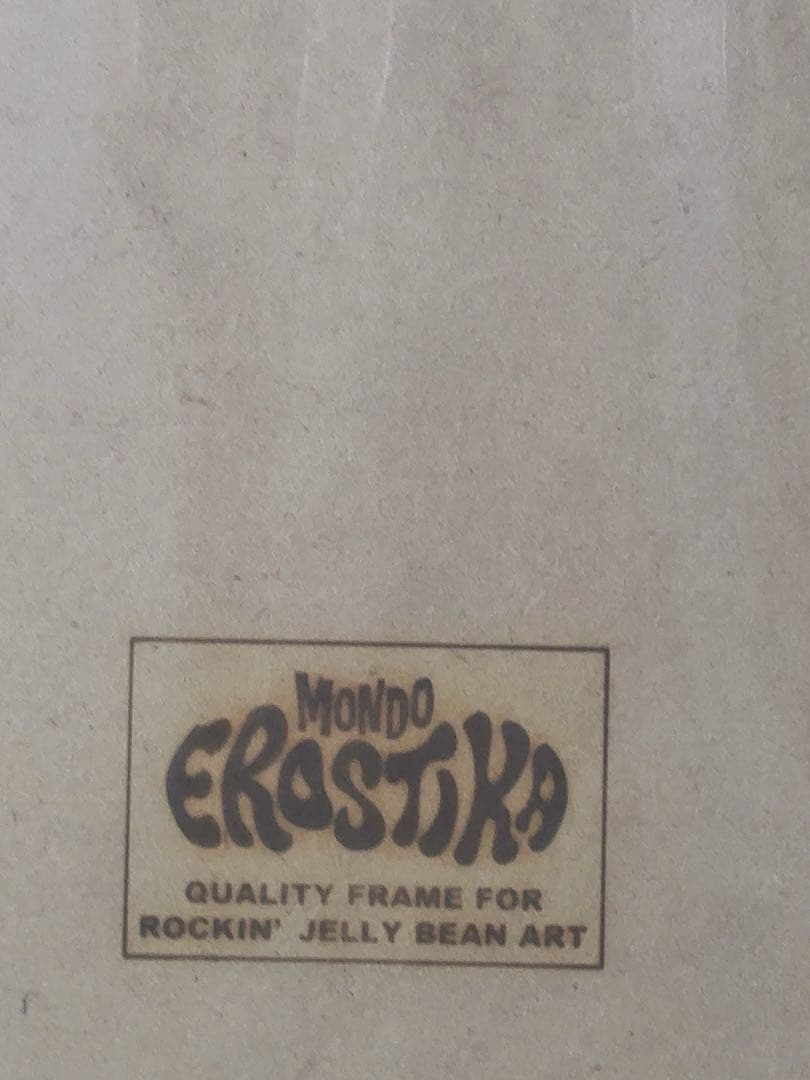 MONDO
EROSTIKA
QUALITY FRAME FOR
ROCKIN' JELLY BEAN ART